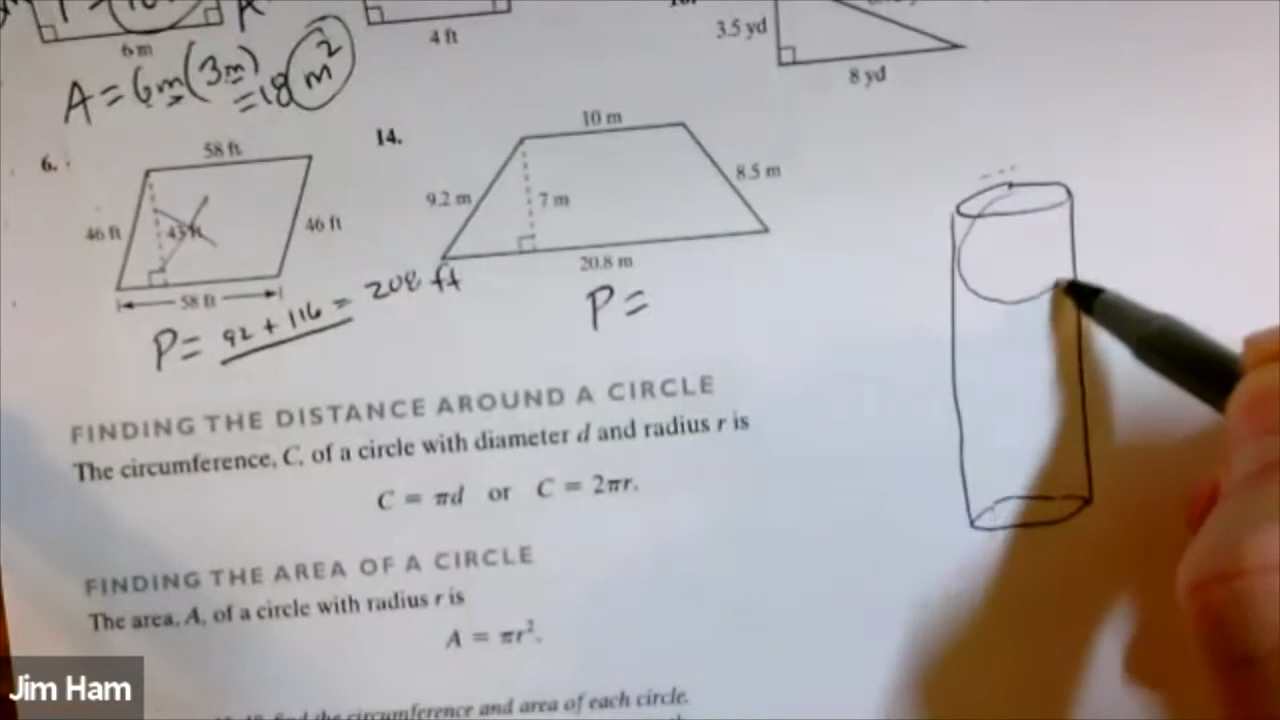 6 m
4 ft
3.5 yd
8 yd
A = 6m(3m)
= 18 m²
6.
58 ft
46 ft
45 ft
46 ft
58 ft
P = 92 + 116 = 208 ft
14.
10 m
9.2 m
7 m
8.5 m
20.8 m
P =
FINDING THE DISTANCE AROUND A CIRCLE
The circumference, C, of a circle with diameter d and radius r is
C = πd or C = 2πr.
FINDING THE AREA OF A CIRCLE
The area, A, of a circle with radius r is
A = πr².
find the circumference and area of each circle.
Jim Ham